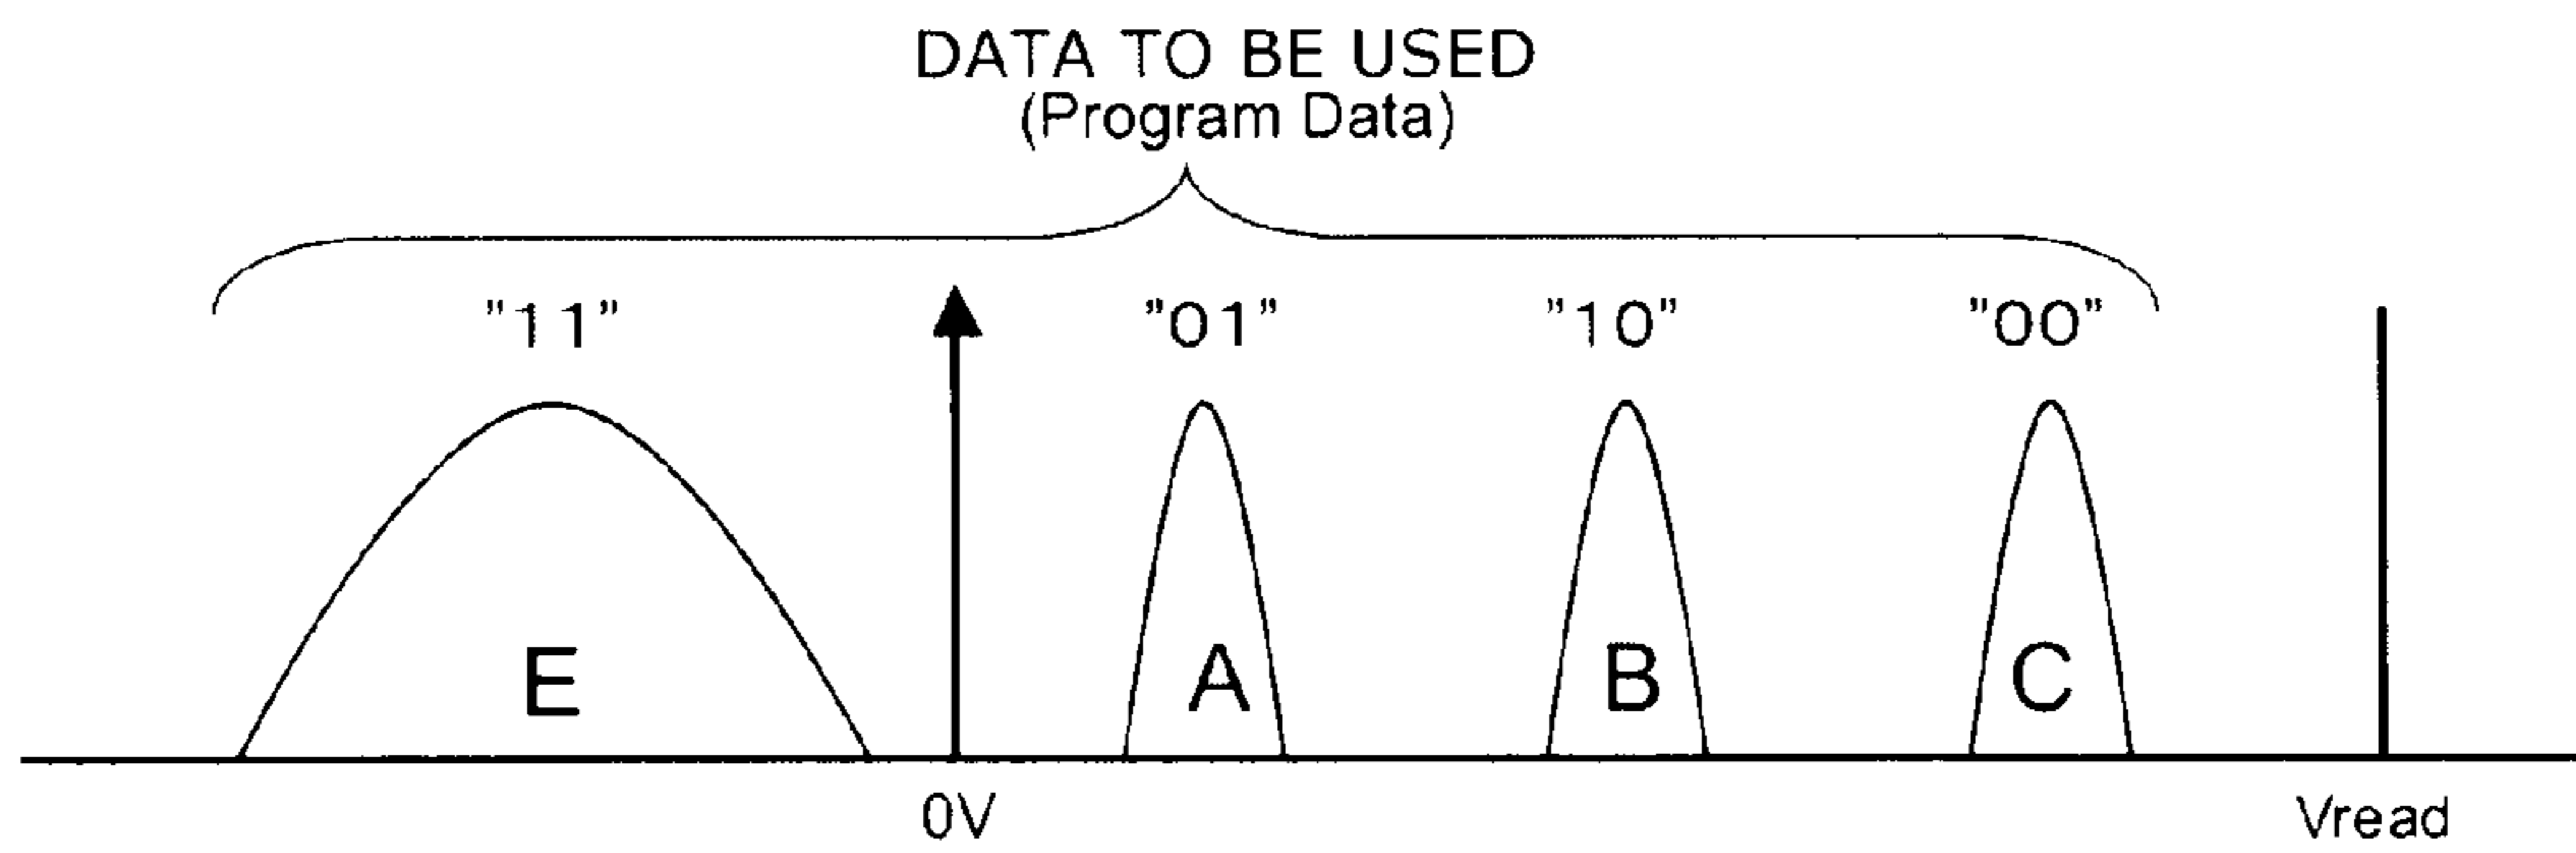 DATA TO BE USED
(Program Data)
"11" "01" "10" "00"
E A B C
0V Vread